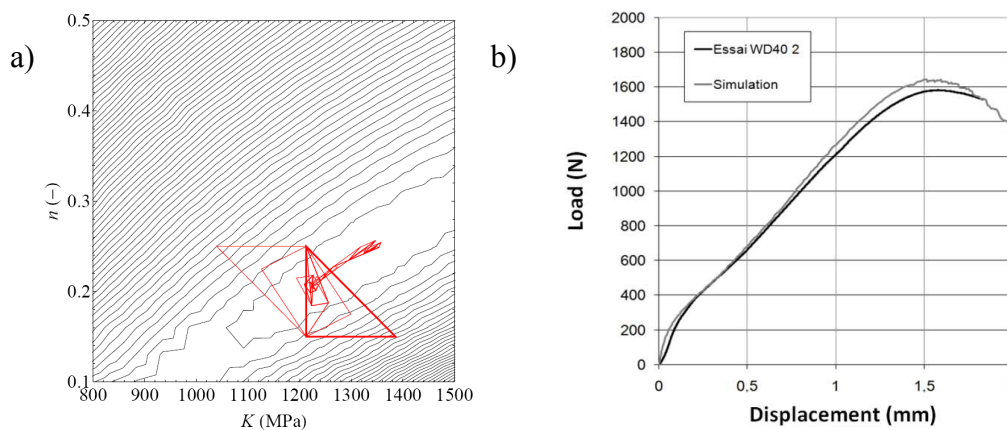 a)
0.5
0.4
0.3
0.2
0.1
n (−)
800 900 1000 1100 1200 1300 1400 1500
K (MPa)
b)
2000
1800
1600
1400
1200
1000
800
600
400
200
0
Load (N)
Essai WD40 2
Simulation
0 0,5 1 1,5
Displacement (mm)